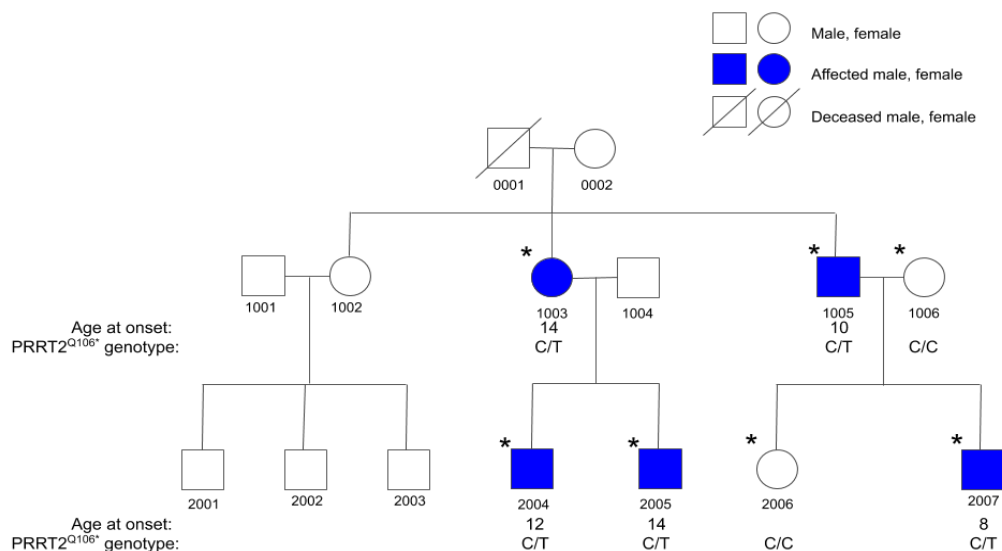 Male, female
Affected male, female
Deceased male, female
0001 0002
* * *
1001 1002 1003 1004 1005 1006
Age at onset: 14 10
PRRT2Q106* genotype: C/T C/T C/C
* * * *
2001 2002 2003 2004 2005 2006 2007
Age at onset: 12 14 8
PRRT2Q106* genotype: C/T C/T C/C C/T